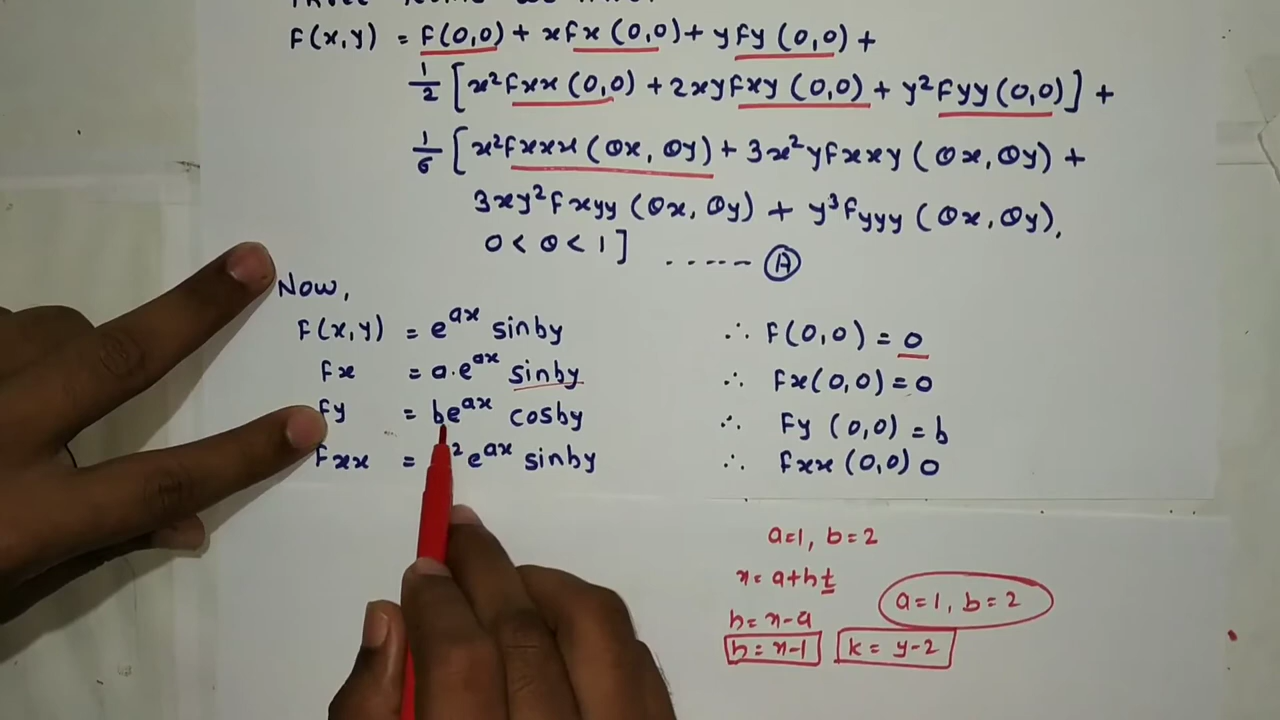 F(x,y) = F(0,0) + xFx(0,0) + yFy(0,0) +
1/2 [x²Fxx(0,0) + 2xyFxy(0,0) + y²Fyy(0,0)] +
1/6 [x²Fxxx(θx, θy) + 3x²yFxxy(θx, θy) +
3xy²Fxyy(θx, θy) + y³Fyyy(θx, θy),
0 < θ < 1] ...... Ⓐ
Now,
F(x,y) = e^{ax} sinby ∴ F(0,0) = 0
Fx = a·e^{ax} sinby ∴ Fx(0,0) = 0
Fy = be^{ax} cosby ∴ Fy (0,0) = b
Fxx = ² e^{ax} sinby ∴ Fxx(0,0) 0
a=1, b=2
x = a+ht
a=1, b=2
h = x-a
h = x-1 k = y-2